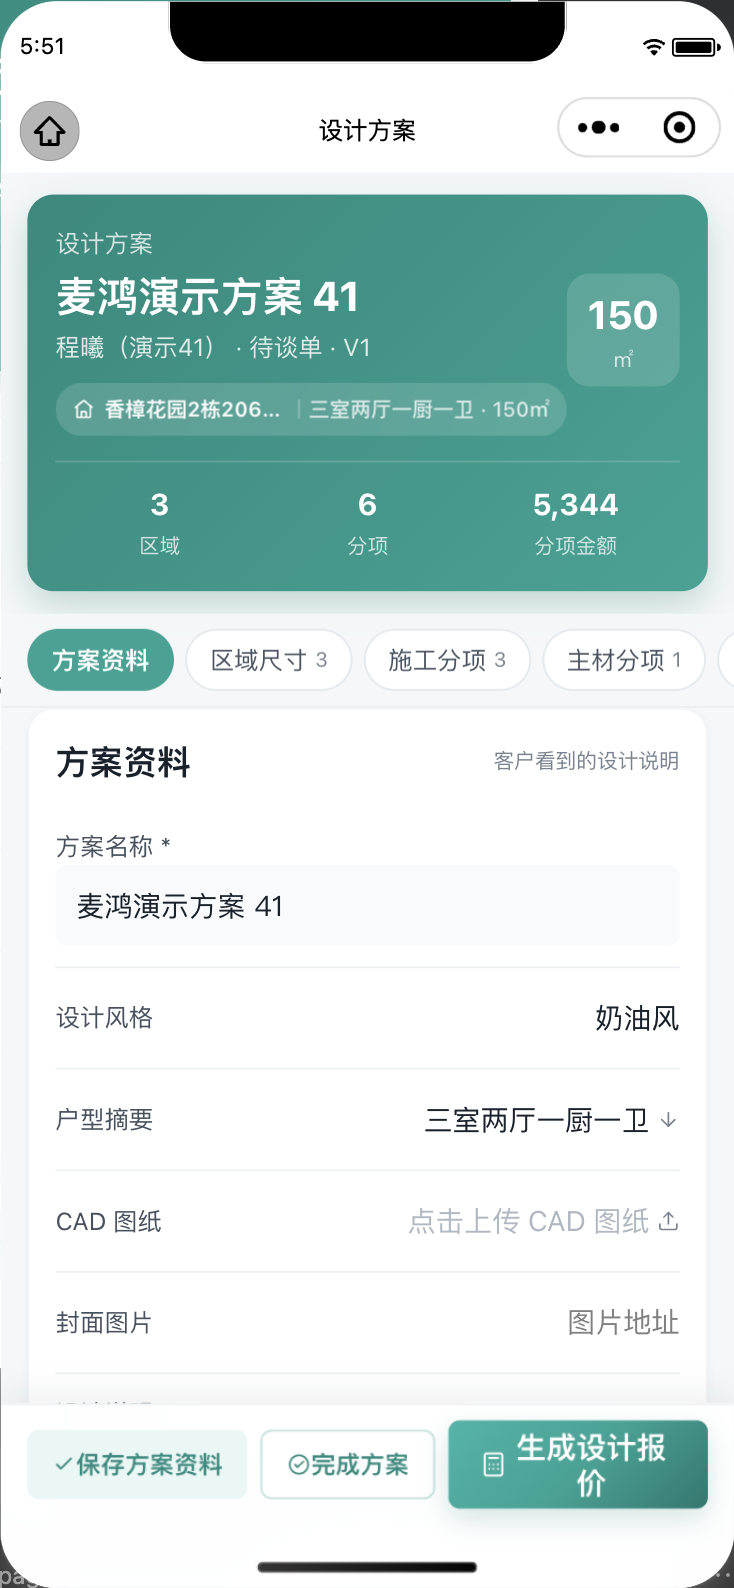 5:51
设计方案
设计方案
麦鸿演示方案 41
程曦（演示41） · 待谈单 · V1
150
㎡
香樟花园2栋206... 三室两厅一厨一卫 · 150㎡
3
区域
6
分项
5,344
分项金额
方案资料
区域尺寸 3
施工分项 3
主材分项 1
方案资料
客户看到的设计说明
方案名称 *
麦鸿演示方案 41
设计风格
奶油风
户型摘要
三室两厅一厨一卫
CAD 图纸
点击上传 CAD 图纸
封面图片
图片地址
保存方案资料
完成方案
生成设计报
价